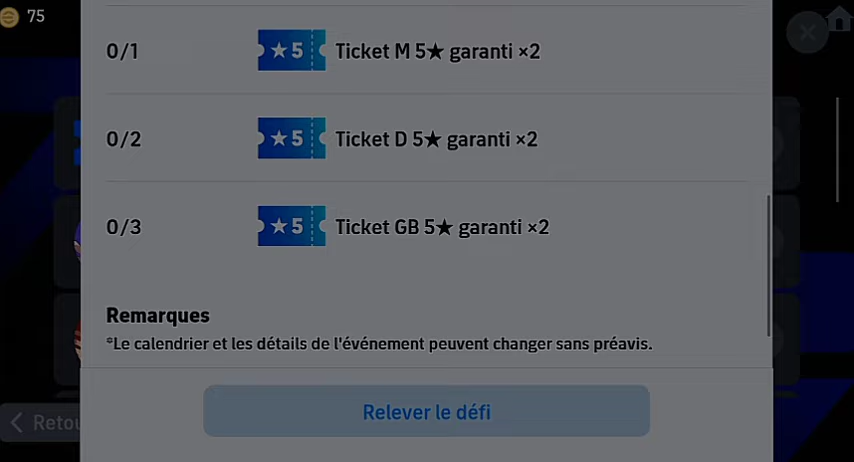 75
0/1 ★5 Ticket M 5★ garanti ×2
0/2 ★5 Ticket D 5★ garanti ×2
0/3 ★5 Ticket GB 5★ garanti ×2
Remarques
*Le calendrier et les détails de l'événement peuvent changer sans préavis.
Relever le défi
Retou